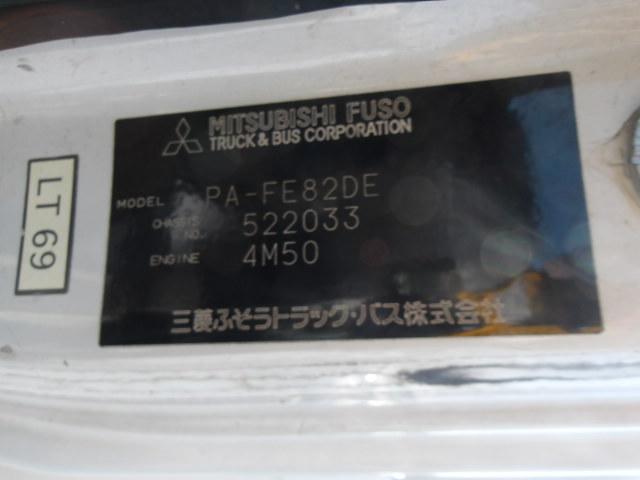 MITSUBISHI FUSO
TRUCK & BUS CORPORATION
MODEL PA-FE82DE
CHASSIS NO. 522033
ENGINE 4M50
三菱ふそうトラック・バス株式会社
LT 69